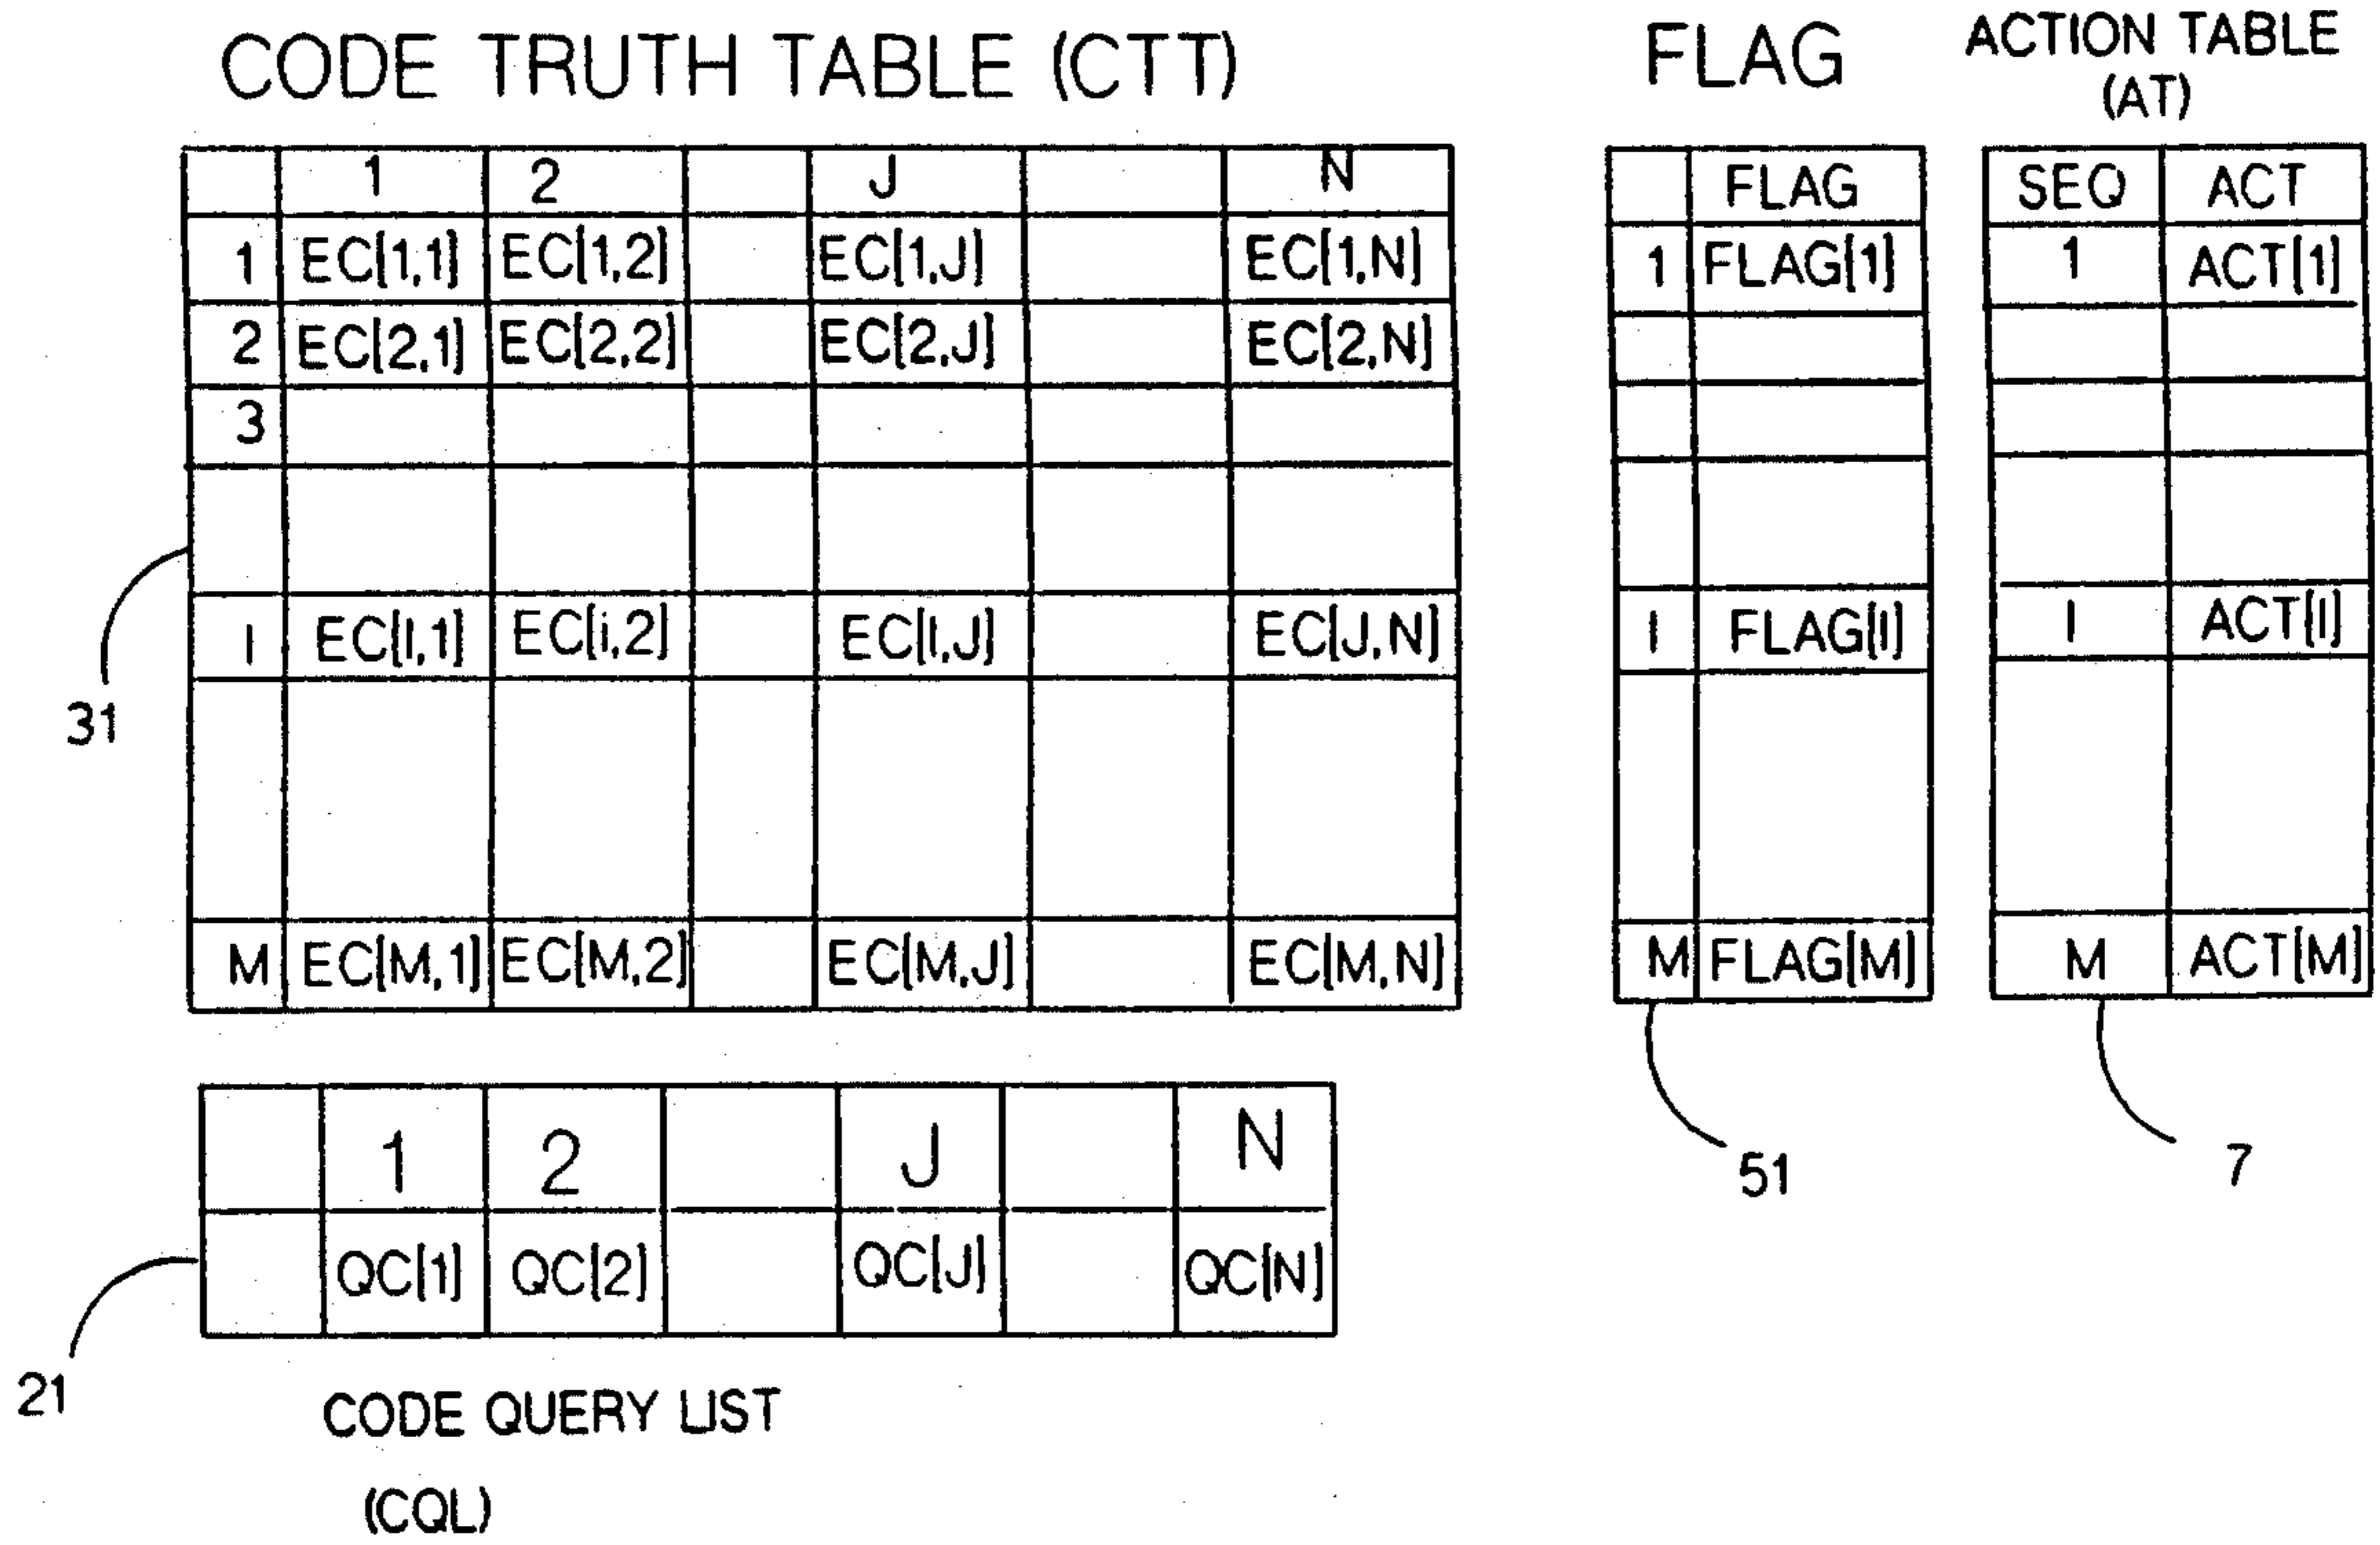 CODE TRUTH TABLE (CTT)
1 2 J N
1 EC[1,1] EC[1,2] EC[1,J] EC[1,N]
2 EC[2,1] EC[2,2] EC[2,J] EC[2,N]
3
I EC[I,1] EC[i,2] EC[I,J] EC[J,N]
M EC[M,1] EC[M,2] EC[M,J] EC[M,N]
31
FLAG
FLAG
1 FLAG[1]
I FLAG[I]
M FLAG[M]
51
ACTION TABLE
(AT)
SEQ ACT
1 ACT[1]
I ACT[I]
M ACT[M]
7
1 2 J N
QC[1] QC[2] QC[J] QC[N]
21
CODE QUERY LIST
(CQL)